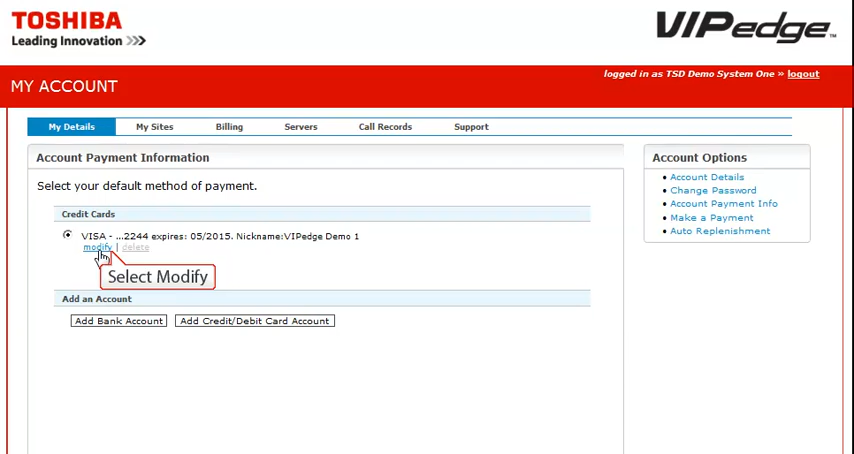 TOSHIBA
Leading Innovation >>>
VIPedge™
MY ACCOUNT
logged in as TSD Demo System One » logout
My Details
My Sites
Billing
Servers
Call Records
Support
Account Payment Information
Select your default method of payment.
Credit Cards
VISA - ...2244 expires: 05/2015. Nickname:VIPedge Demo 1
modify | delete
Select Modify
Add an Account
Add Bank Account
Add Credit/Debit Card Account
Account Options
• Account Details
• Change Password
• Account Payment Info
• Make a Payment
• Auto Replenishment